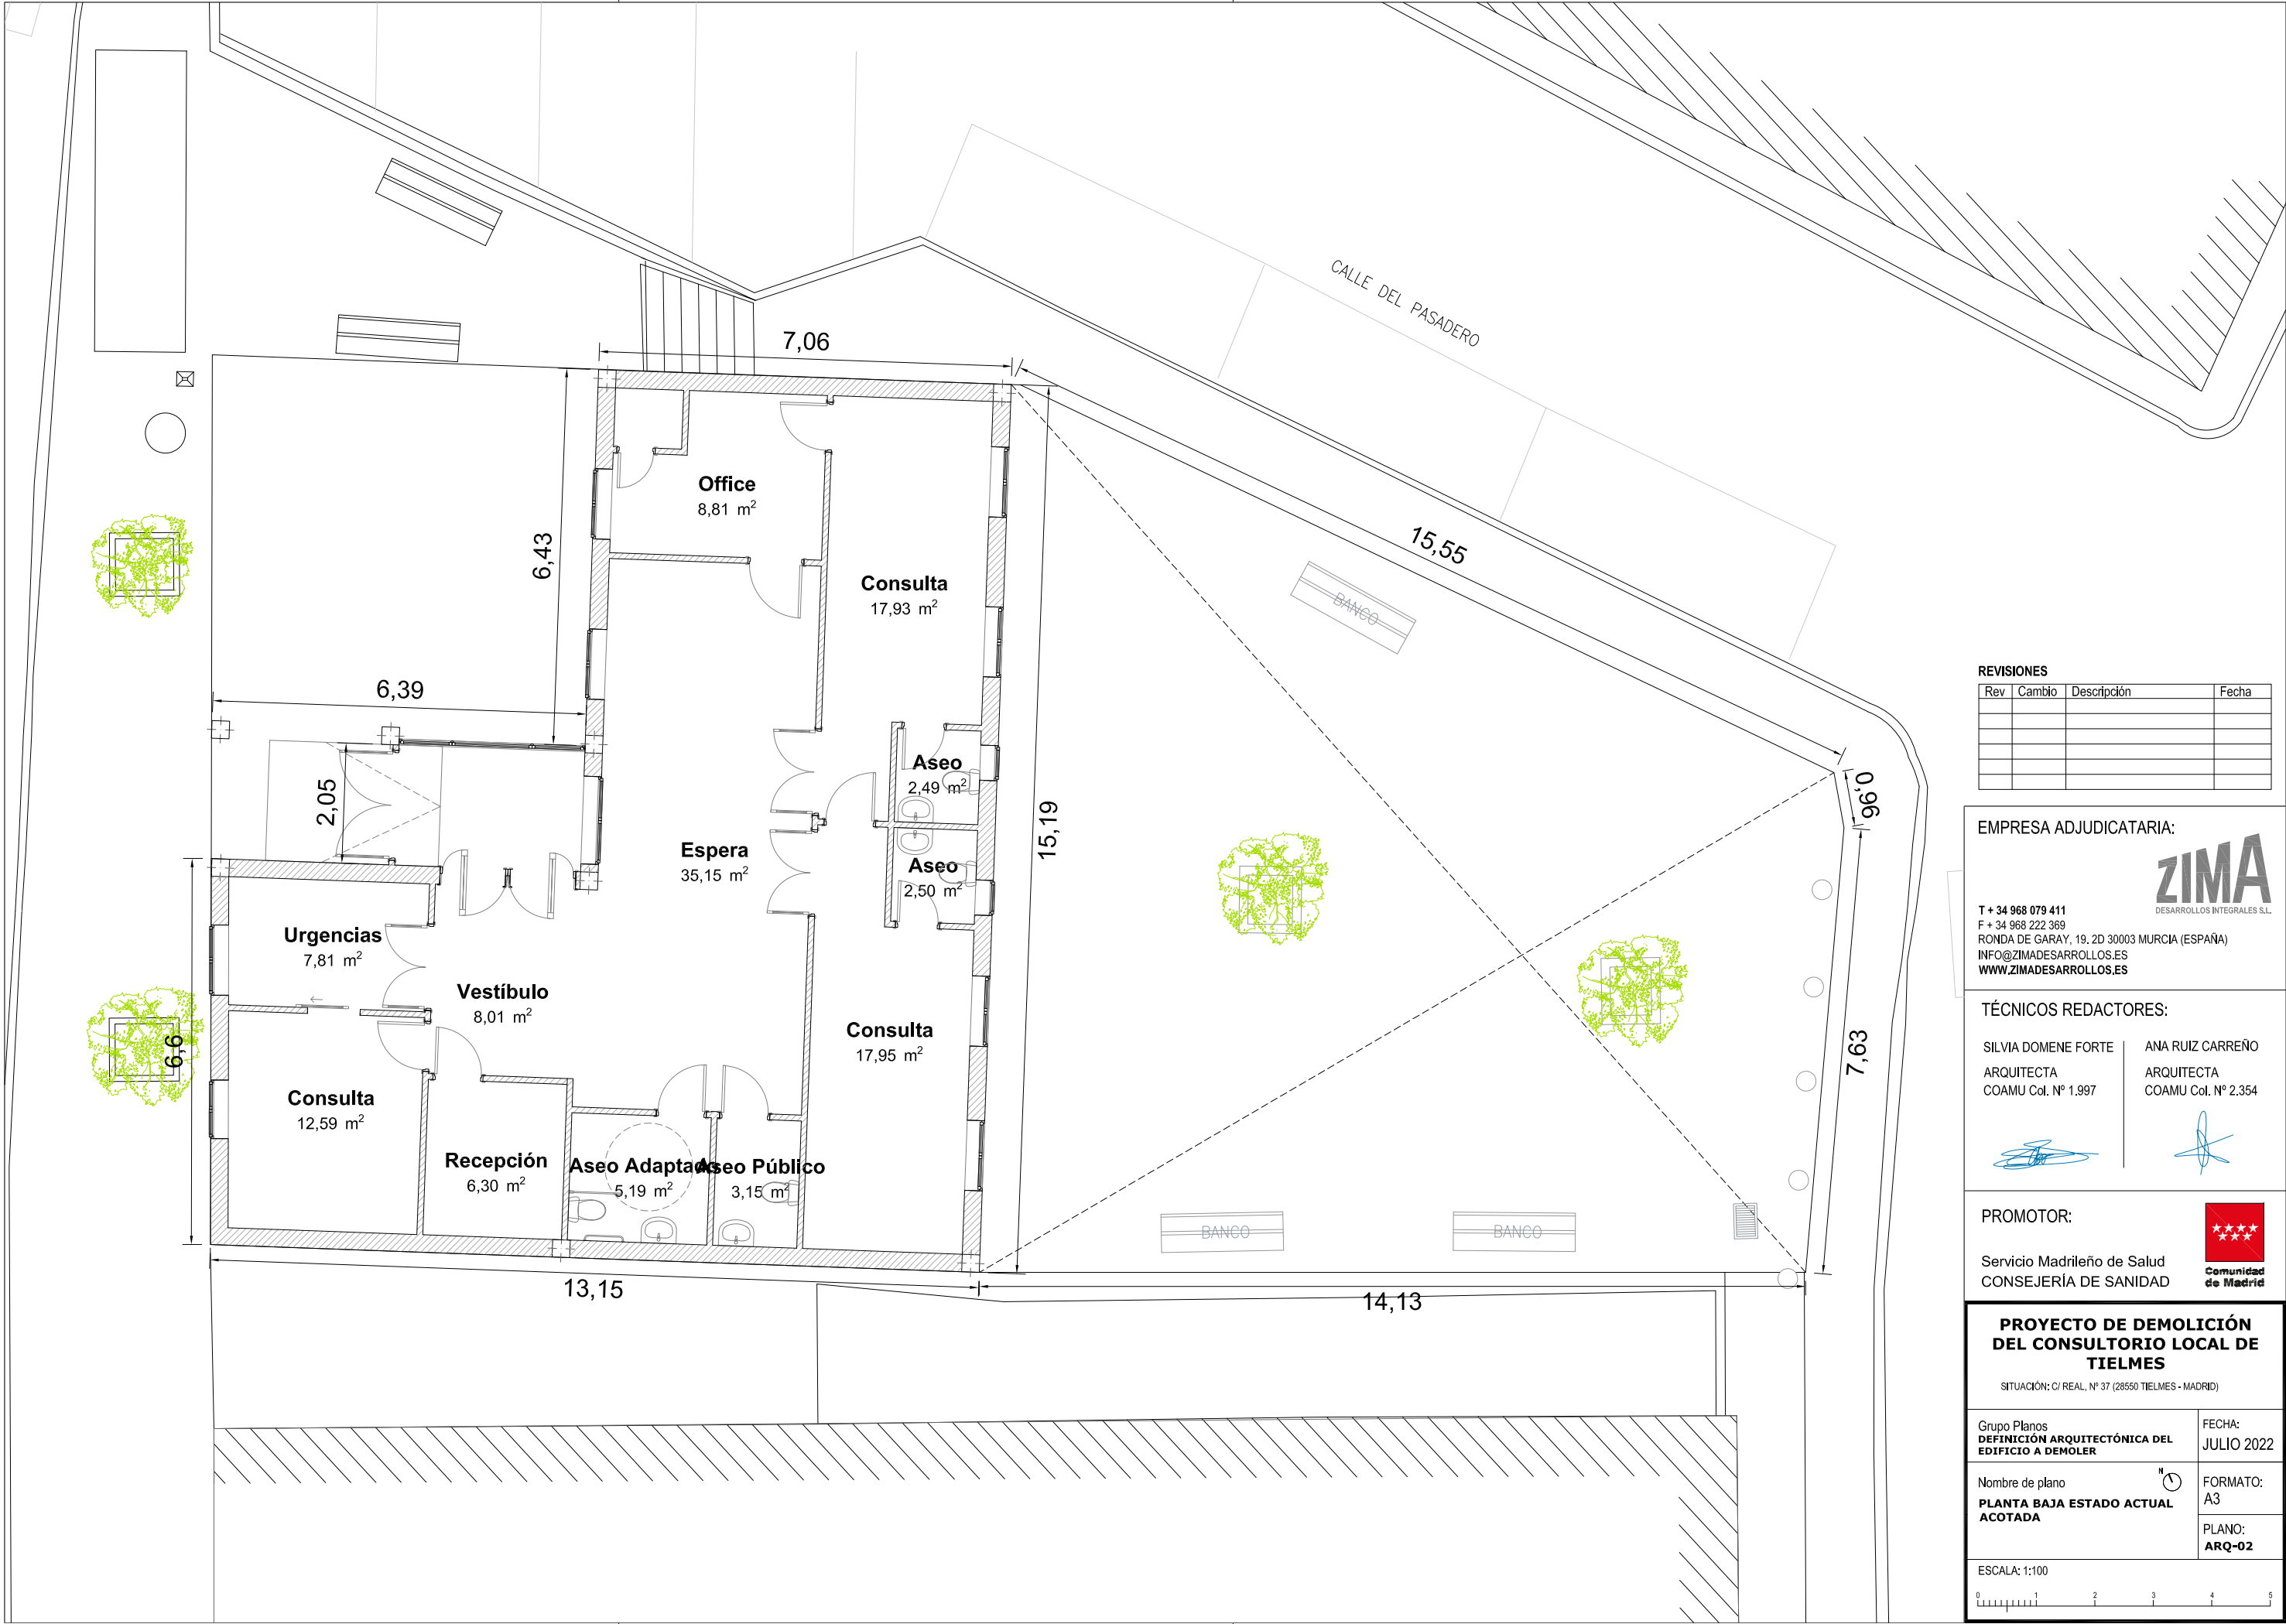 CALLE DEL PASADERO
7,06
6,43
15,55
6,39
2,05
15,19
0,96
7,63
6,6
13,15
14,13
Office
8,81 m²
Consulta
17,93 m²
BANCO
Aseo
2,49 m²
Espera
35,15 m²
Aseo
2,50 m²
Urgencias
7,81 m²
Vestíbulo
8,01 m²
Consulta
17,95 m²
Consulta
12,59 m²
Recepción
6,30 m²
Aseo Adaptado
5,19 m²
Aseo Público
3,15 m²
BANCO
BANCO
REVISIONES
Rev Cambio Descripción Fecha
EMPRESA ADJUDICATARIA:
ZIMA
DESARROLLOS INTEGRALES S.L.
T + 34 968 079 411
F + 34 968 222 369
RONDA DE GARAY, 19. 2D 30003 MURCIA (ESPAÑA)
INFO@ZIMADESARROLLOS.ES
WWW.ZIMADESARROLLOS.ES
TÉCNICOS REDACTORES:
SILVIA DOMENE FORTE
ARQUITECTA
COAMU Col. Nº 1.997
ANA RUIZ CARREÑO
ARQUITECTA
COAMU Col. Nº 2.354
PROMOTOR:
Servicio Madrileño de Salud
CONSEJERÍA DE SANIDAD
Comunidad
de Madrid
PROYECTO DE DEMOLICIÓN
DEL CONSULTORIO LOCAL DE
TIELMES
SITUACIÓN: C/ REAL, Nº 37 (28550 TIELMES - MADRID)
Grupo Planos
DEFINICIÓN ARQUITECTÓNICA DEL
EDIFICIO A DEMOLER
FECHA:
JULIO 2022
Nombre de plano
N
PLANTA BAJA ESTADO ACTUAL
ACOTADA
FORMATO:
A3
PLANO:
ARQ-02
ESCALA: 1:100
0 1 2 3 4 5